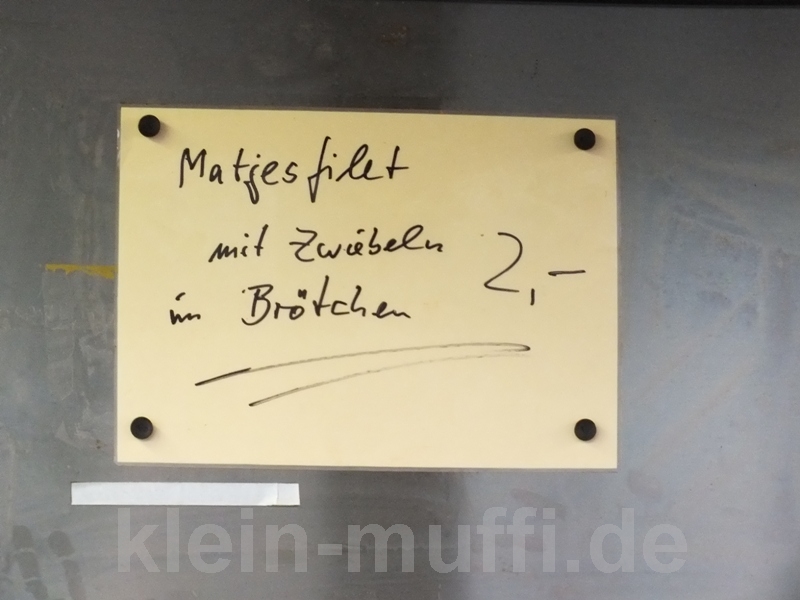 Matjesfilet
mit Zwiebeln 2,-
im Brötchen
klein-muffi.de